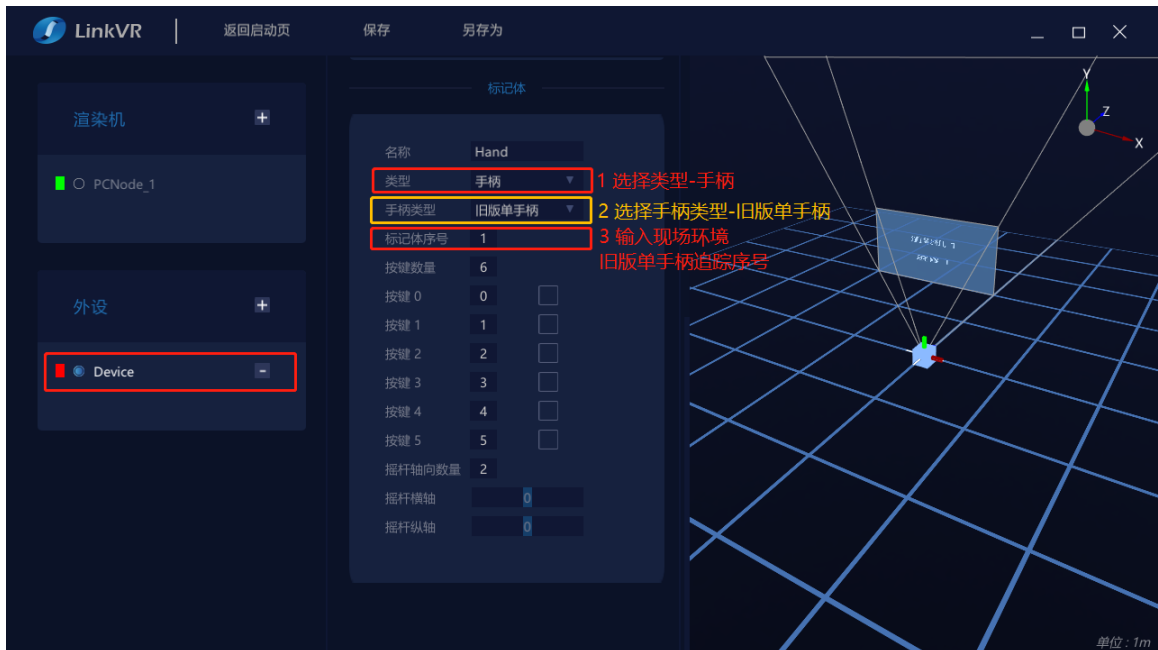 LinkVR
返回启动页
保存
另存为
渲染机
PCNode_1
外设
Device
标记体
名称 Hand
类型 手柄
手柄类型 旧版单手柄
标记体序号 1
按键数量 6
按键 0 0
按键 1 1
按键 2 2
按键 3 3
按键 4 4
按键 5 5
摇杆轴向数量 2
摇杆横轴 0
摇杆纵轴 0
1 选择类型-手柄
2 选择手柄类型-旧版单手柄
3 输入现场环境
旧版单手柄追踪序号
Y
Z
X
单位 : 1m